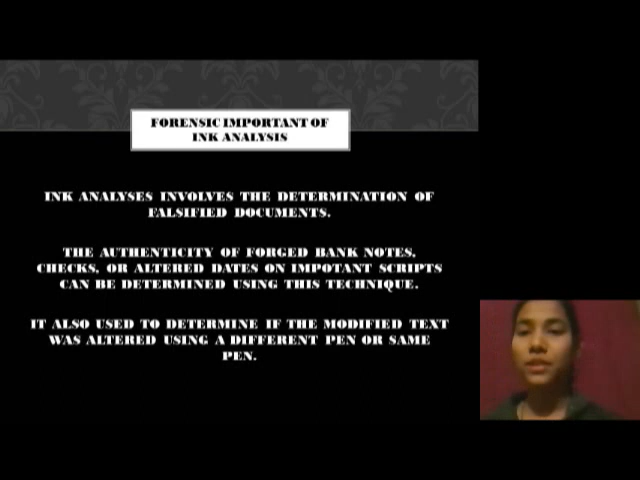 FORENSIC IMPORTANT OF
INK ANALYSIS
INK ANALYSES INVOLVES THE DETERMINATION OF
FALSIFIED DOCUMENTS.
THE AUTHENTICITY OF FORGED BANK NOTES,
CHECKS, OR ALTERED DATES ON IMPOTANT SCRIPTS
CAN BE DETERMINED USING THIS TECHNIQUE.
IT ALSO USED TO DETERMINE IF THE MODIFIED TEXT
WAS ALTERED USING A DIFFERENT PEN OR SAME
PEN.